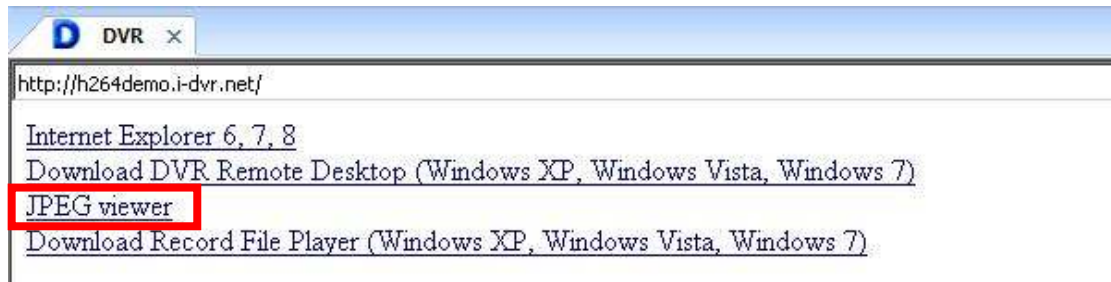 D DVR ×
http://h264demo.i-dvr.net/
Internet Explorer 6, 7, 8
Download DVR Remote Desktop (Windows XP, Windows Vista, Windows 7)
JPEG viewer
Download Record File Player (Windows XP, Windows Vista, Windows 7)